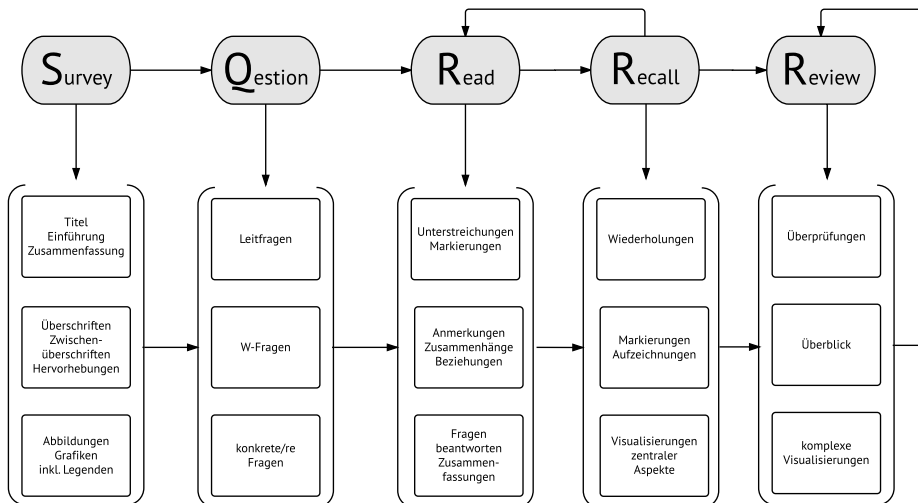 Survey
Qestion
Read
Recall
Review
Titel
Einführung
Zusammenfassung
Überschriften
Zwischen-
überschriften
Hervorhebungen
Abbildungen
Grafiken
inkl. Legenden
Leitfragen
W-Fragen
konkrete/re
Fragen
Unterstreichungen
Markierungen
Anmerkungen
Zusammenhänge
Beziehungen
Fragen
beantworten
Zusammen-
fassungen
Wiederholungen
Markierungen
Aufzeichnungen
Visualisierungen
zentraler
Aspekte
Überprüfungen
Überblick
komplexe
Visualisierungen